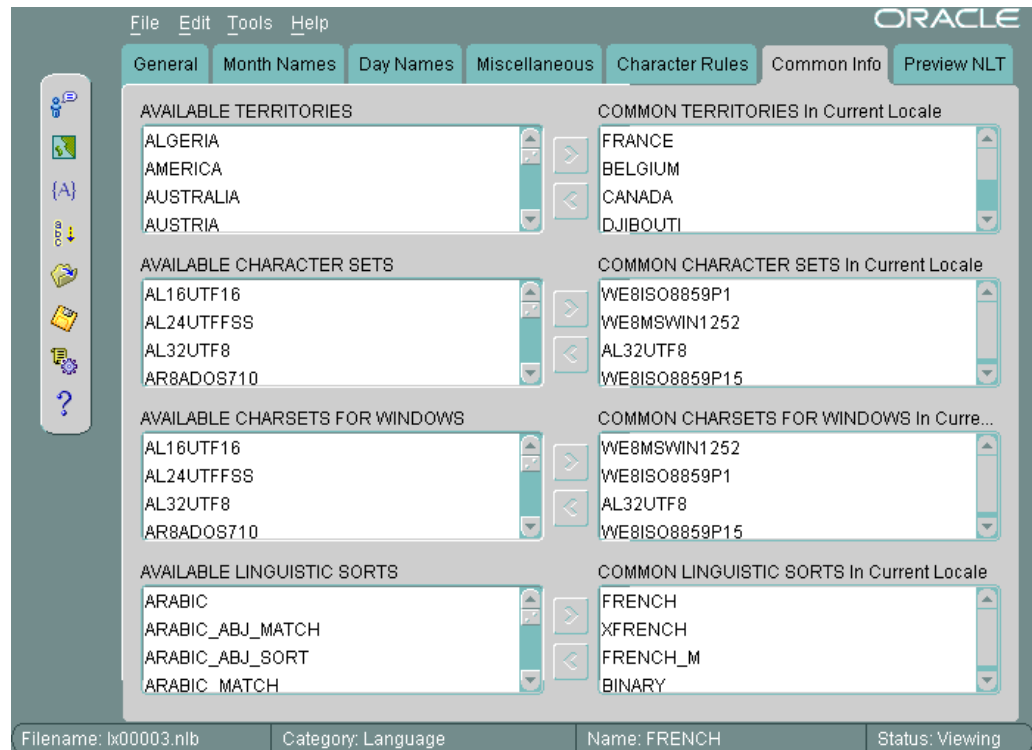 File Edit Tools Help
ORACLE
General Month Names Day Names Miscellaneous Character Rules Common Info Preview NLT
{A}
a
b
c
?
AVAILABLE TERRITORIES
ALGERIA
AMERICA
AUSTRALIA
AUSTRIA
COMMON TERRITORIES In Current Locale
FRANCE
BELGIUM
CANADA
DJIBOUTI
AVAILABLE CHARACTER SETS
AL16UTF16
AL24UTFFSS
AL32UTF8
AR8ADOS710
COMMON CHARACTER SETS In Current Locale
WE8ISO8859P1
WE8MSWIN1252
AL32UTF8
WE8ISO8859P15
AVAILABLE CHARSETS FOR WINDOWS
AL16UTF16
AL24UTFFSS
AL32UTF8
AR8ADOS710
COMMON CHARSETS FOR WINDOWS In Curre...
WE8MSWIN1252
WE8ISO8859P1
AL32UTF8
WE8ISO8859P15
AVAILABLE LINGUISTIC SORTS
ARABIC
ARABIC_ABJ_MATCH
ARABIC_ABJ_SORT
ARABIC_MATCH
COMMON LINGUISTIC SORTS In Current Locale
FRENCH
XFRENCH
FRENCH_M
BINARY
Filename: lx00003.nlb Category: Language Name: FRENCH Status: Viewing